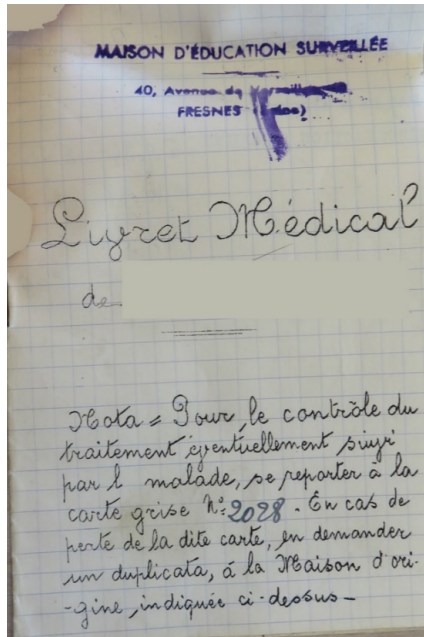 MAISON D'ÉDUCATION SURVEILLÉE
40, Avenue de
FRESNES
Livret Médical
de
Nota = Pour le contrôle du
traitement éventuellement suivi
par l malade, se reporter à la
carte grise N°: 2028. En cas de
perte de la dite carte, en demander
un duplicata, à la Maison d'ori-
-gine, indiquée ci-dessus -